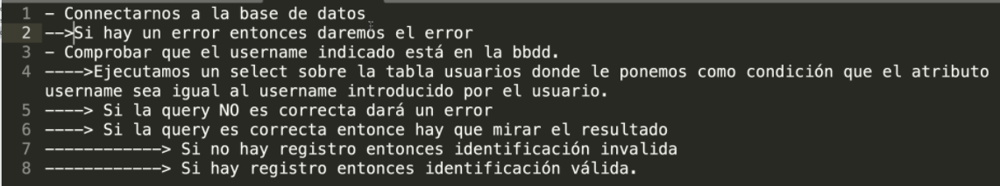 1 - Connectarnos a la base de datos
2 -->Si hay un error entonces daremos el error
3 - Comprobar que el username indicado está en la bbdd.
4 ---->Ejecutamos un select sobre la tabla usuarios donde le ponemos como condición que el atributo
username sea igual al username introducido por el usuario.
5 ----> Si la query NO es correcta dará un error
6 ----> Si la query es correcta entonce hay que mirar el resultado
7 ------------> Si no hay registro entonces identificación invalida
8 ------------> Si hay registro entonces identificación válida.